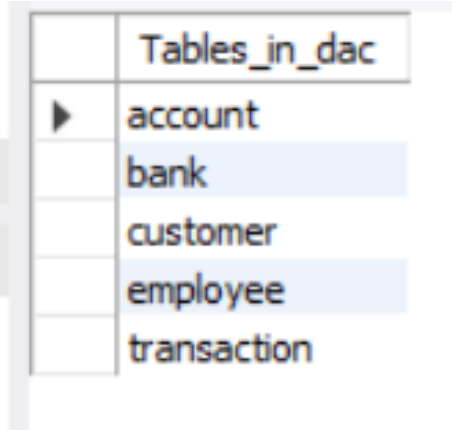 Tables_in_dac
account
bank
customer
employee
transaction